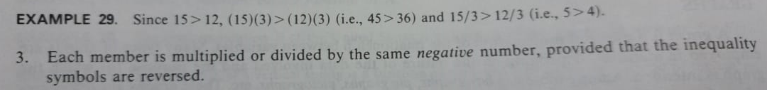 EXAMPLE 29. Since 15>12, (15)(3)>(12)(3) (i.e., 45>36) and 15/3>12/3 (i.e., 5>4).
3. Each member is multiplied or divided by the same negative number, provided that the inequality
symbols are reversed.